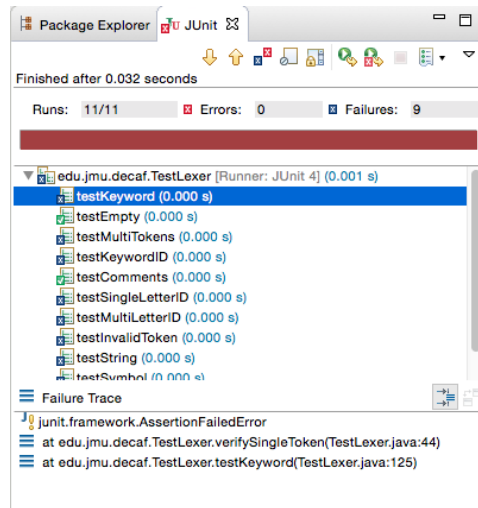 Package Explorer JUnit
Finished after 0.032 seconds
Runs: 11/11 Errors: 0 Failures: 9
edu.jmu.decaf.TestLexer [Runner: JUnit 4] (0.001 s)
testKeyword (0.000 s)
testEmpty (0.000 s)
testMultiTokens (0.000 s)
testKeywordID (0.000 s)
testComments (0.000 s)
testSingleLetterID (0.000 s)
testMultiLetterID (0.000 s)
testInvalidToken (0.000 s)
testString (0.000 s)
testSymbol (0.000 s)
Failure Trace
junit.framework.AssertionFailedError
at edu.jmu.decaf.TestLexer.verifySingleToken(TestLexer.java:44)
at edu.jmu.decaf.TestLexer.testKeyword(TestLexer.java:125)